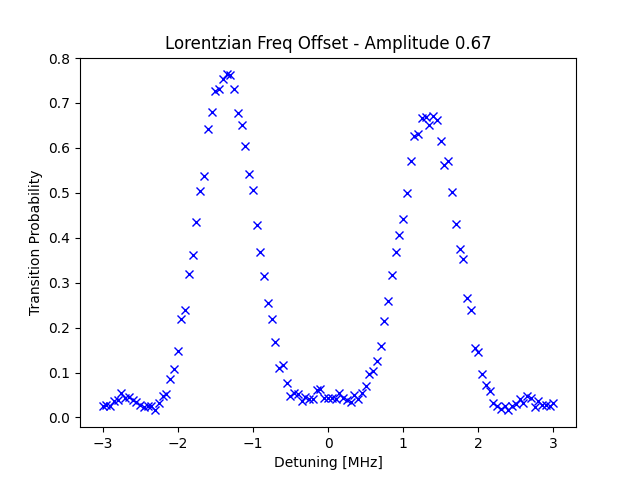 Lorentzian Freq Offset - Amplitude 0.67
0.8
0.7
0.6
0.5
0.4
0.3
0.2
0.1
0.0
Transition Probability
−3 −2 −1 0 1 2 3
Detuning [MHz]